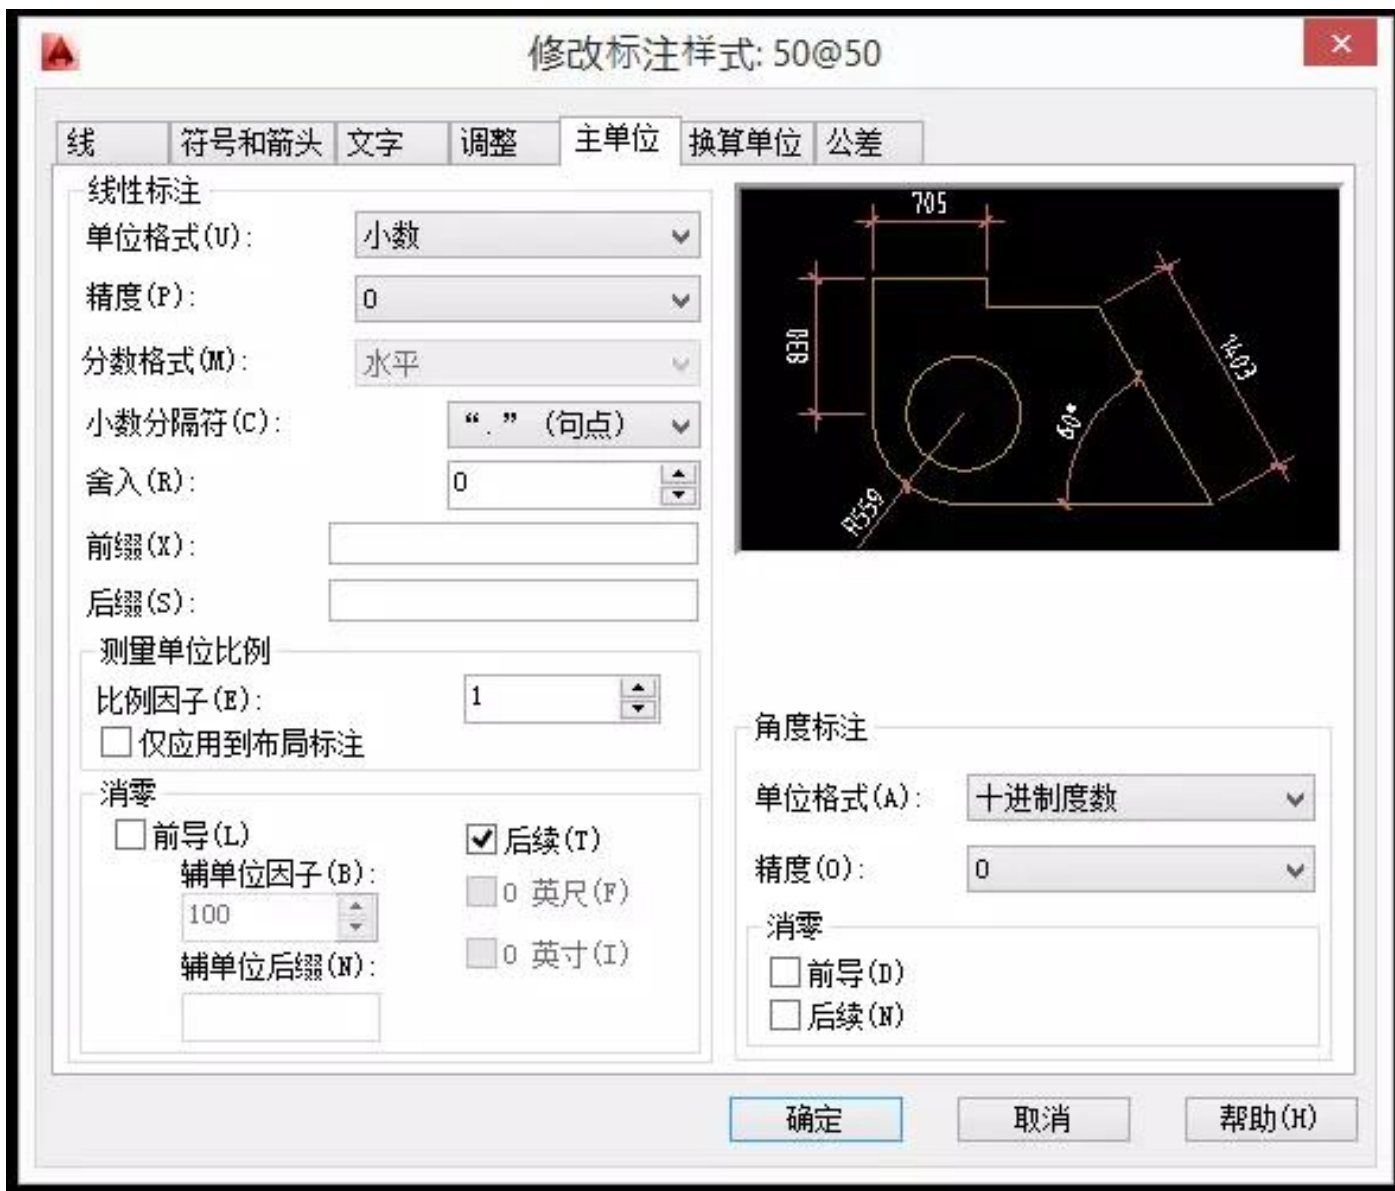 修改标注样式: 50@50
线 符号和箭头 文字 调整 主单位 换算单位 公差
线性标注
单位格式(U): 小数
精度(P): 0
分数格式(M): 水平
小数分隔符(C): “.” (句点)
舍入(R): 0
前缀(X):
后缀(S):
测量单位比例
比例因子(E): 1
仅应用到布局标注
消零
前导(L)
后续(T)
辅单位因子(B):
0 英尺(F)
100
0 英寸(I)
辅单位后缀(N):
705
838
1403
60°
R559
角度标注
单位格式(A): 十进制度数
精度(O): 0
消零
前导(D)
后续(N)
确定 取消 帮助(H)